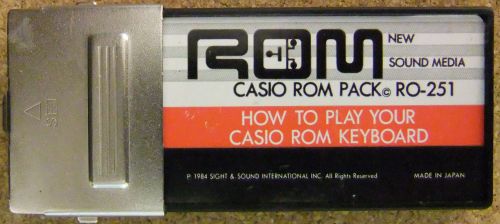 ROM
NEW
SOUND MEDIA
CASIO ROM PACK© RO-251
HOW TO PLAY YOUR
CASIO ROM KEYBOARD
℗ 1984 SIGHT & SOUND INTERNATIONAL INC. All Rights Reserved
MADE IN JAPAN